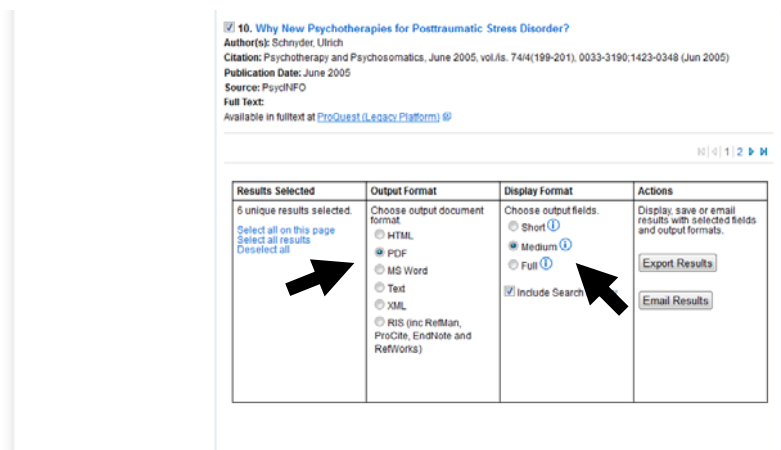 10. Why New Psychotherapies for Posttraumatic Stress Disorder?
Author(s): Schnyder, Ulrich
Citation: Psychotherapy and Psychosomatics, June 2005, vol./is. 74/4(199-201), 0033-3190;1423-0348 (Jun 2005)
Publication Date: June 2005
Source: PsycINFO
Full Text:
Available in fulltext at ProQuest (Legacy Platform)
1 | 2
Results Selected
6 unique results selected.
Select all on this page
Select all results
Deselect all
Output Format
Choose output document
format.
HTML
PDF
MS Word
Text
XML
RIS (inc RefMan,
ProCite, EndNote and
RefWorks)
Display Format
Choose output fields.
Short
Medium
Full
Include Search
Actions
Display, save or email
results with selected fields
and output formats.
Export Results
Email Results